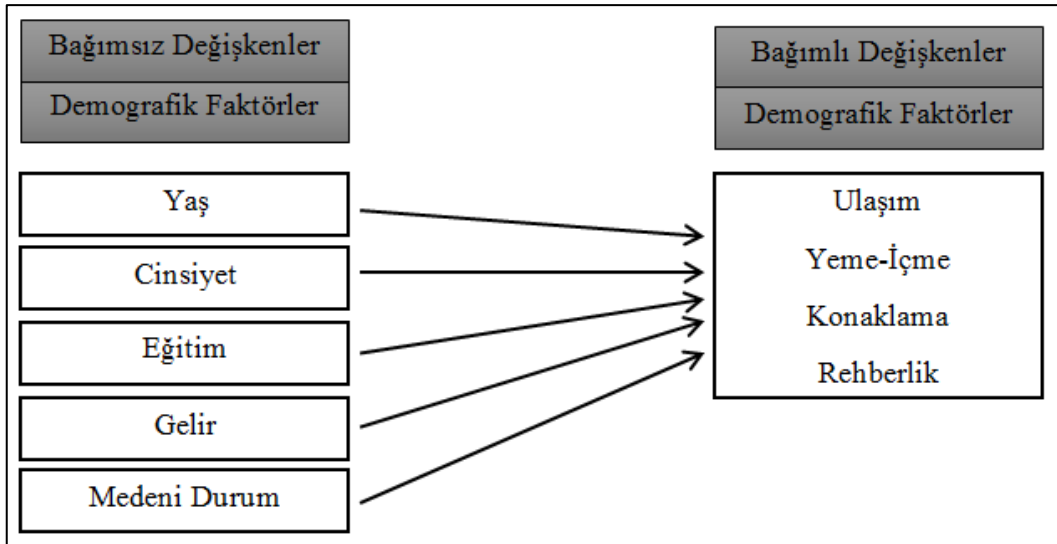 Bağımsız Değişkenler
Demografik Faktörler
Yaş
Cinsiyet
Eğitim
Gelir
Medeni Durum
Bağımlı Değişkenler
Demografik Faktörler
Ulaşım
Yeme-İçme
Konaklama
Rehberlik